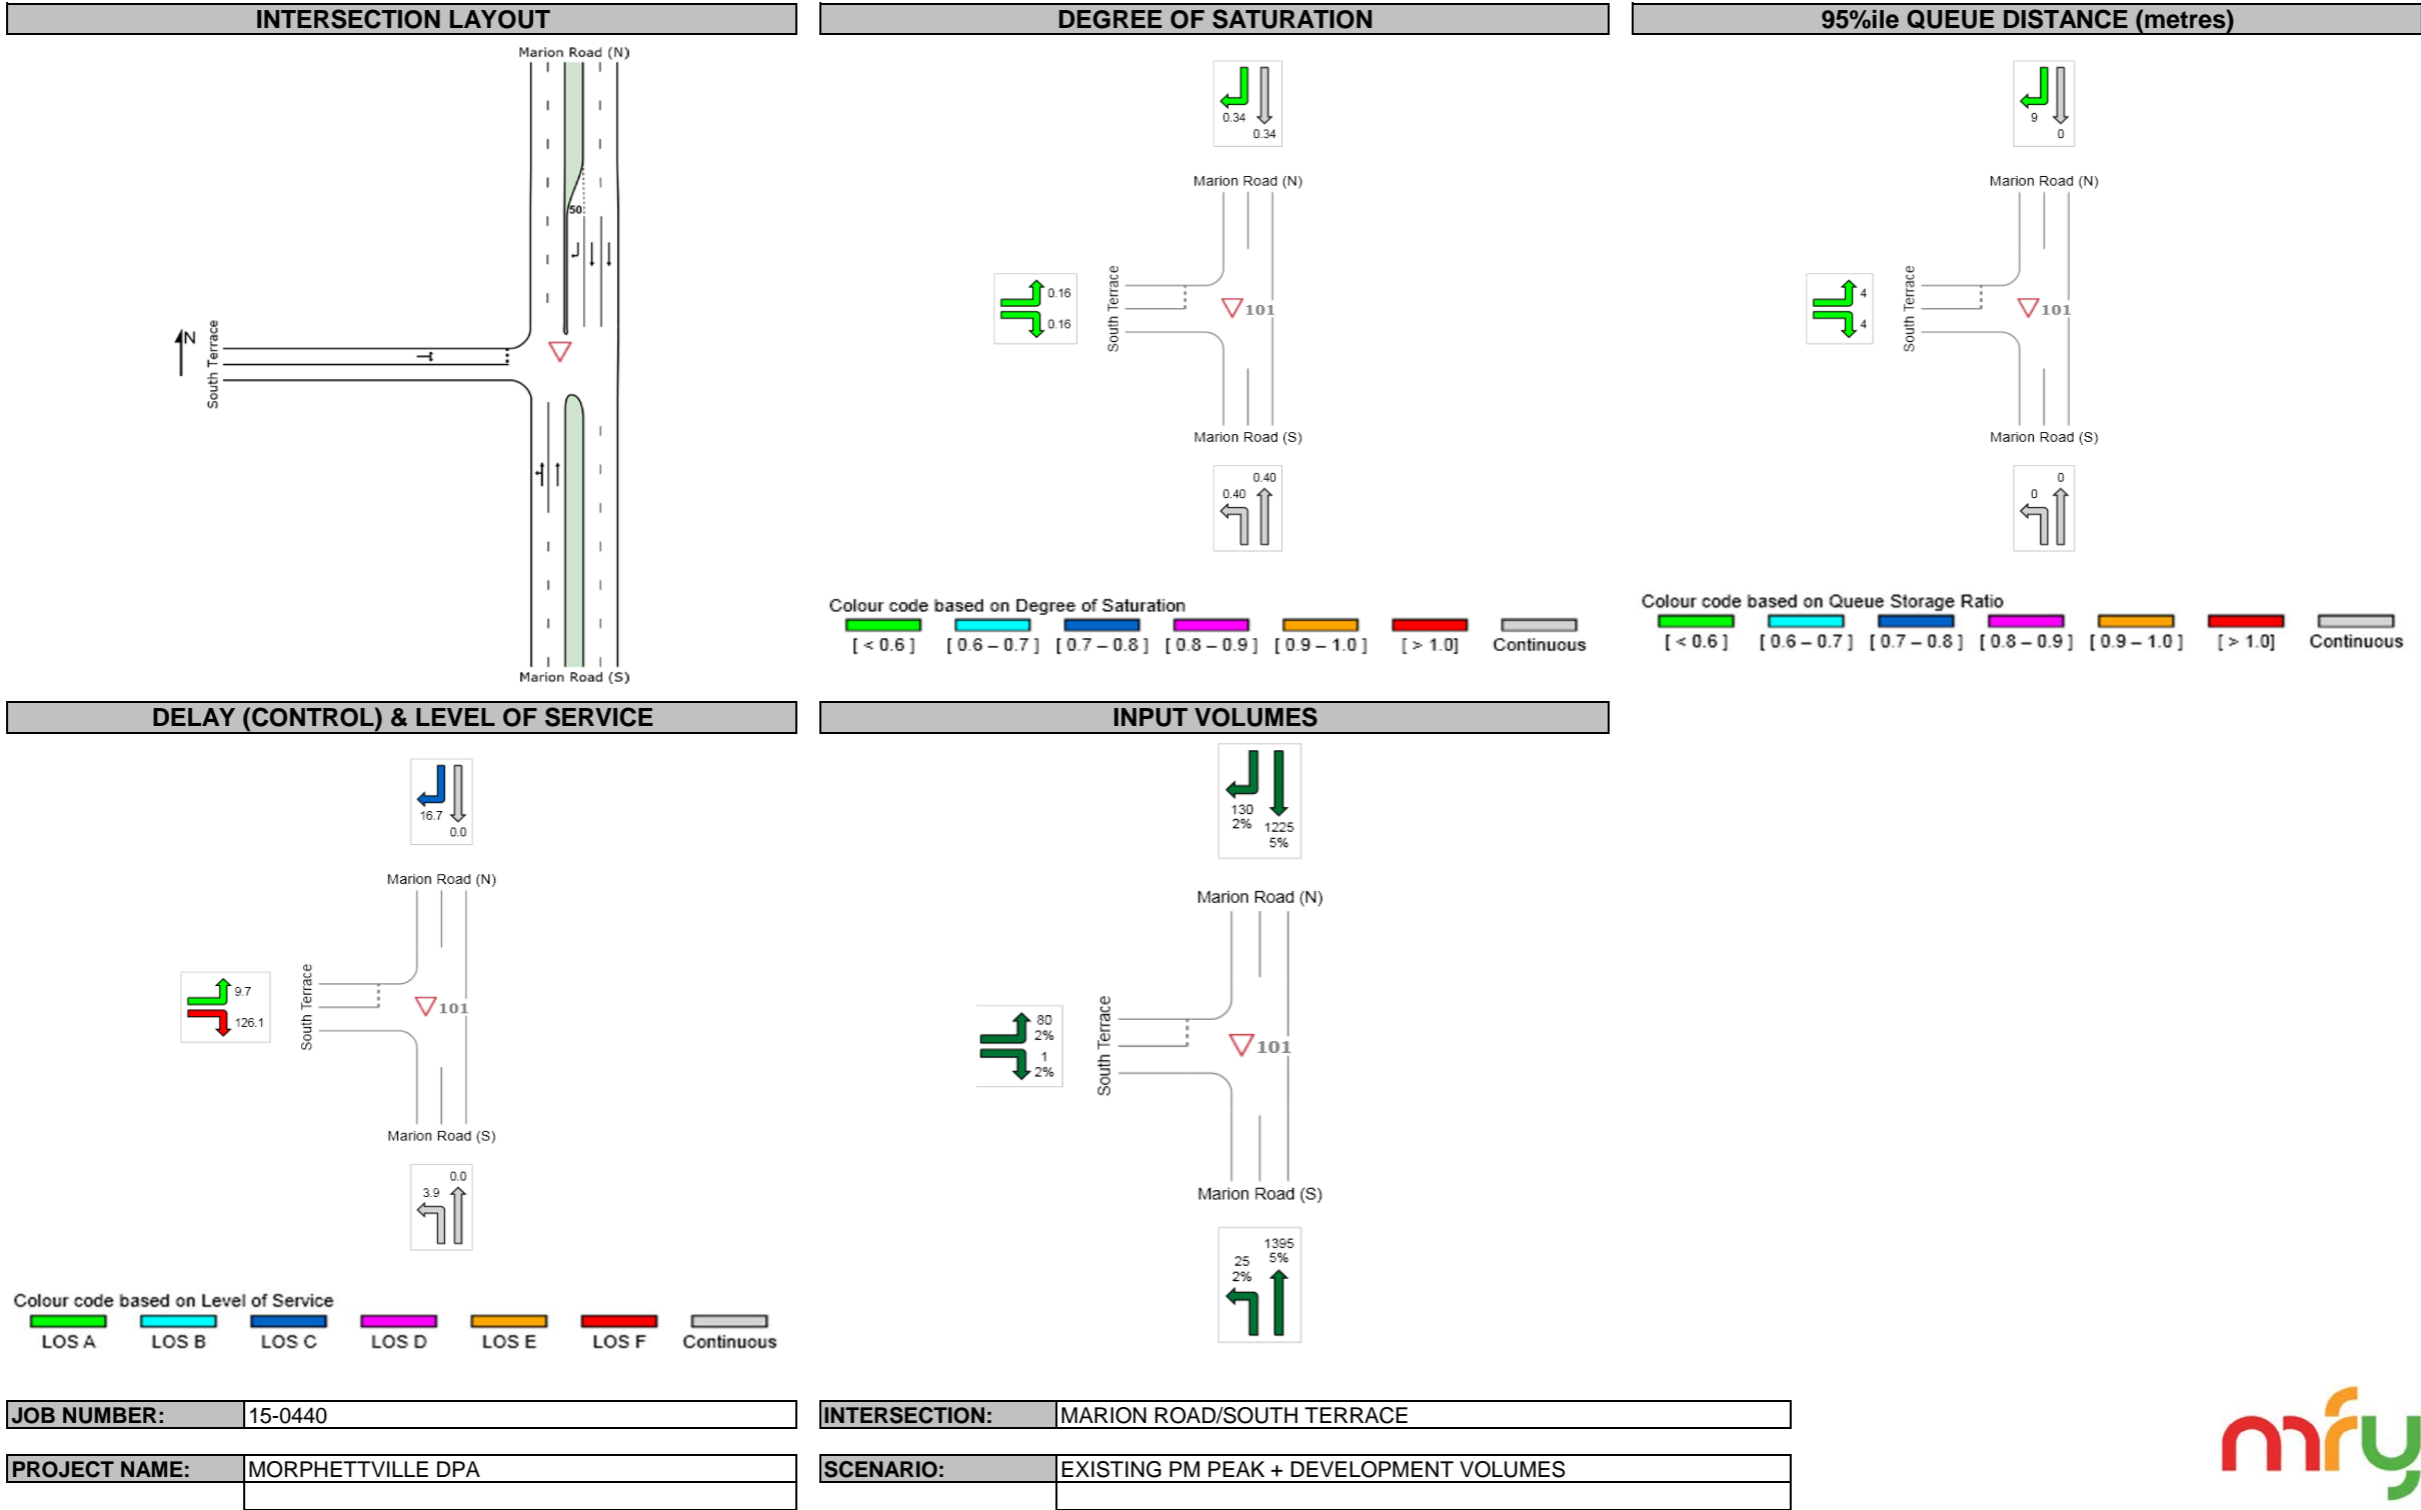 INTERSECTION LAYOUT
Marion Road (N)
50
N
South Terrace
Marion Road (S)
DEGREE OF SATURATION
0.34
0.34
Marion Road (N)
0.16
0.16
South Terrace
101
Marion Road (S)
0.40
0.40
Colour code based on Degree of Saturation
[ < 0.6 ] [ 0.6 – 0.7 ] [ 0.7 – 0.8 ] [ 0.8 – 0.9 ] [ 0.9 – 1.0 ] [ > 1.0] Continuous
95%ile QUEUE DISTANCE (metres)
9
0
Marion Road (N)
4
4
South Terrace
101
Marion Road (S)
0
0
Colour code based on Queue Storage Ratio
[ < 0.6 ] [ 0.6 – 0.7 ] [ 0.7 – 0.8 ] [ 0.8 – 0.9 ] [ 0.9 – 1.0 ] [ > 1.0] Continuous
DELAY (CONTROL) & LEVEL OF SERVICE
16.7
0.0
Marion Road (N)
9.7
126.1
South Terrace
101
Marion Road (S)
0.0
3.9
Colour code based on Level of Service
LOS A LOS B LOS C LOS D LOS E LOS F Continuous
INPUT VOLUMES
130
2% 1225
5%
Marion Road (N)
80
2%
1
2%
South Terrace
101
Marion Road (S)
1395
25 5%
2%
JOB NUMBER: 15-0440
INTERSECTION: MARION ROAD/SOUTH TERRACE
PROJECT NAME: MORPHETTVILLE DPA
SCENARIO: EXISTING PM PEAK + DEVELOPMENT VOLUMES
mfy